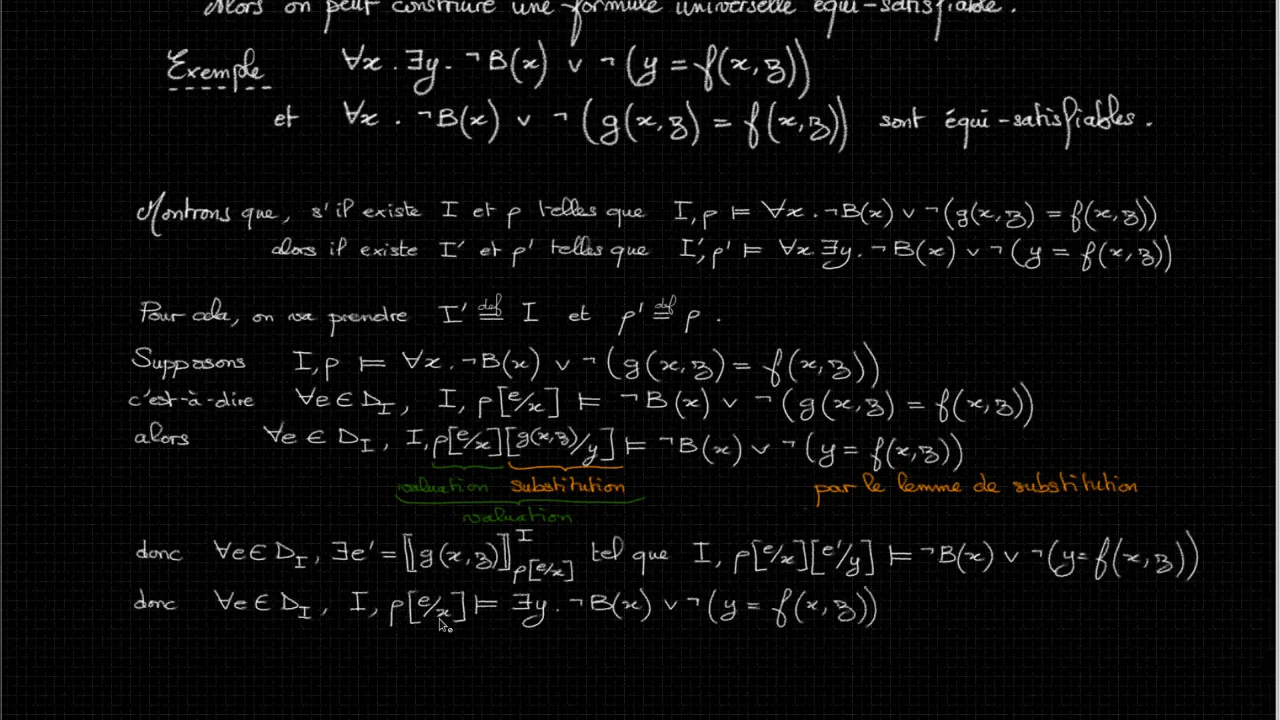 Alors on peut construire une formule universelle équi-satisfiable.
Exemple ∀x. ∃y. ¬B(x) ∨ ¬(y = f(x,z))
et ∀x. ¬B(x) ∨ ¬(g(x,z) = f(x,z)) sont équi-satisfiables.
Montrons que, s'il existe I et ρ telles que I,ρ ⊨ ∀x. ¬B(x) ∨ ¬(g(x,z) = f(x,z))
alors il existe I' et ρ' telles que I',ρ' ⊨ ∀x ∃y. ¬B(x) ∨ ¬(y = f(x,z))
Pour cela, on va prendre I' ≝ I et ρ' ≝ ρ.
Supposons I,ρ ⊨ ∀x. ¬B(x) ∨ ¬(g(x,z) = f(x,z))
c'est-à-dire ∀e ∈ D_I, I, ρ[e/x] ⊨ ¬B(x) ∨ ¬(g(x,z) = f(x,z))
alors ∀e ∈ D_I, I, ρ[e/x][g(x,z)/y] ⊨ ¬B(x) ∨ ¬(y = f(x,z))
valuation substitution par le lemme de substitution
valuation
donc ∀e ∈ D_I, ∃e' = ⟦g(x,z)⟧^I_ρ[e/x] tel que I, ρ[e/x][e'/y] ⊨ ¬B(x) ∨ ¬(y = f(x,z))
donc ∀e ∈ D_I, I, ρ[e/x] ⊨ ∃y. ¬B(x) ∨ ¬(y = f(x,z))